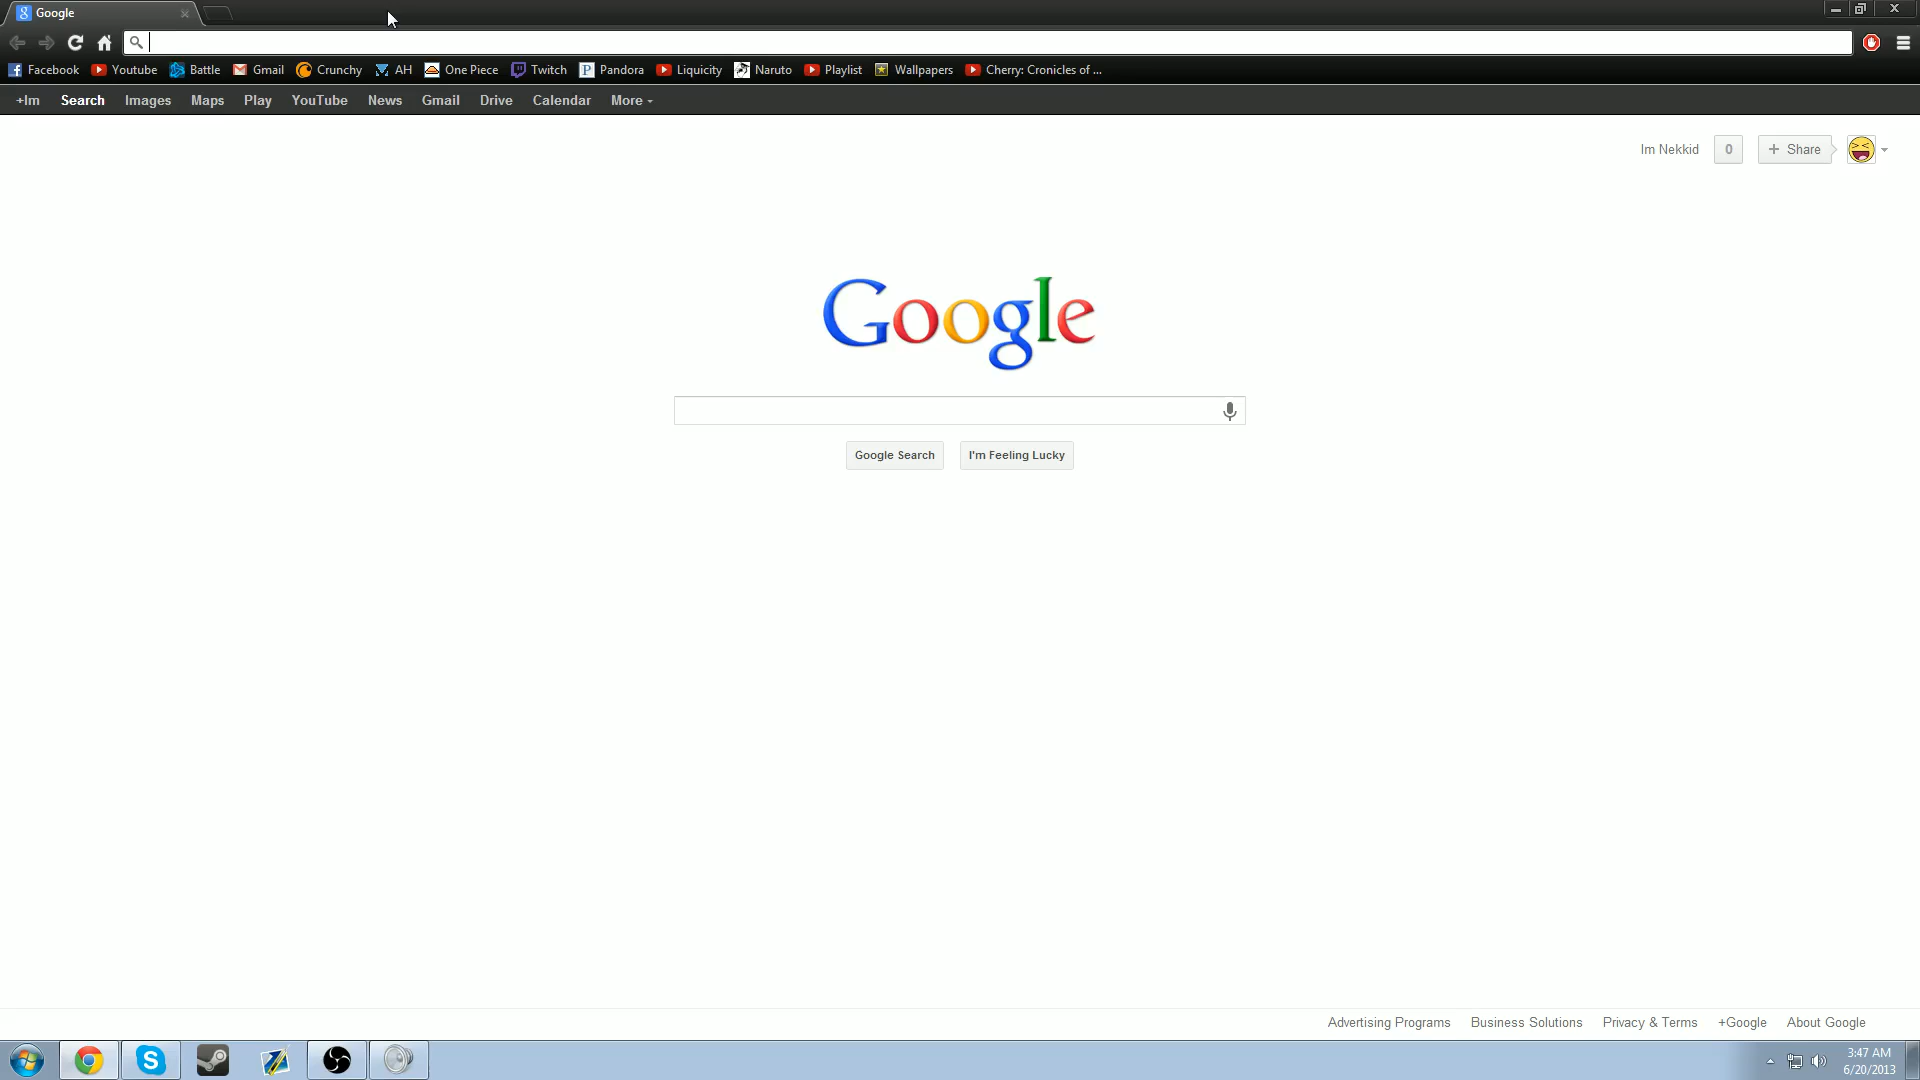 Google
Facebook Youtube Battle Gmail Crunchy AH One Piece Twitch Pandora Liquicity Naruto Playlist Wallpapers Cherry: Cronicles of ...
+Im Search Images Maps Play YouTube News Gmail Drive Calendar More
Im Nekkid 0 + Share
Google
Google Search I'm Feeling Lucky
Advertising Programs Business Solutions Privacy & Terms +Google About Google
3:47 AM
6/20/2013